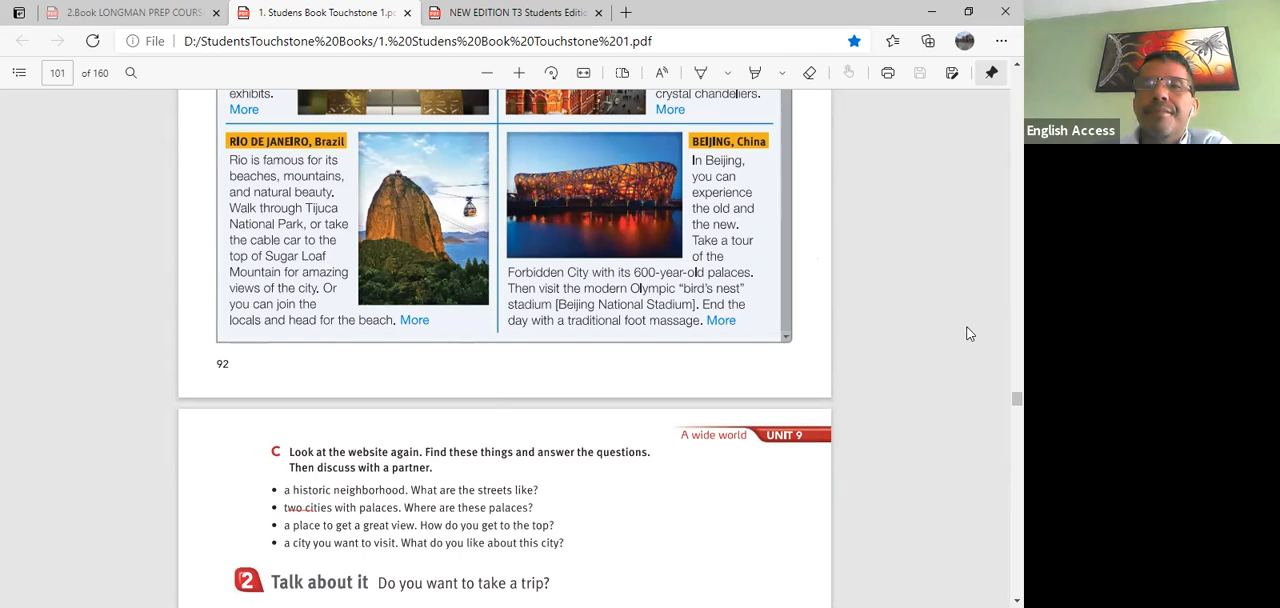 2.Book LONGMAN PREP COURS
1. Studens Book Touchstone 1.p
NEW EDITION T3 Students Editi
File
D:/StudentsTouchstone%20Books/1.%20Studens%20Book%20Touchstone%201.pdf
101 of 160
exhibits.
More
crystal chandeliers.
More
RIO DE JANEIRO, Brazil
Rio is famous for its
beaches, mountains,
and natural beauty.
Walk through Tijuca
National Park, or take
the cable car to the
top of Sugar Loaf
Mountain for amazing
views of the city. Or
you can join the
locals and head for the beach. More
BEIJING, China
In Beijing,
you can
experience
the old and
the new.
Take a tour
of the
Forbidden City with its 600-year-old palaces.
Then visit the modern Olympic “bird’s nest”
stadium [Beijing National Stadium]. End the
day with a traditional foot massage. More
92
A wide world UNIT 9
C Look at the website again. Find these things and answer the questions.
Then discuss with a partner.
• a historic neighborhood. What are the streets like?
• two cities with palaces. Where are these palaces?
• a place to get a great view. How do you get to the top?
• a city you want to visit. What do you like about this city?
2 Talk about it Do you want to take a trip?
English Access